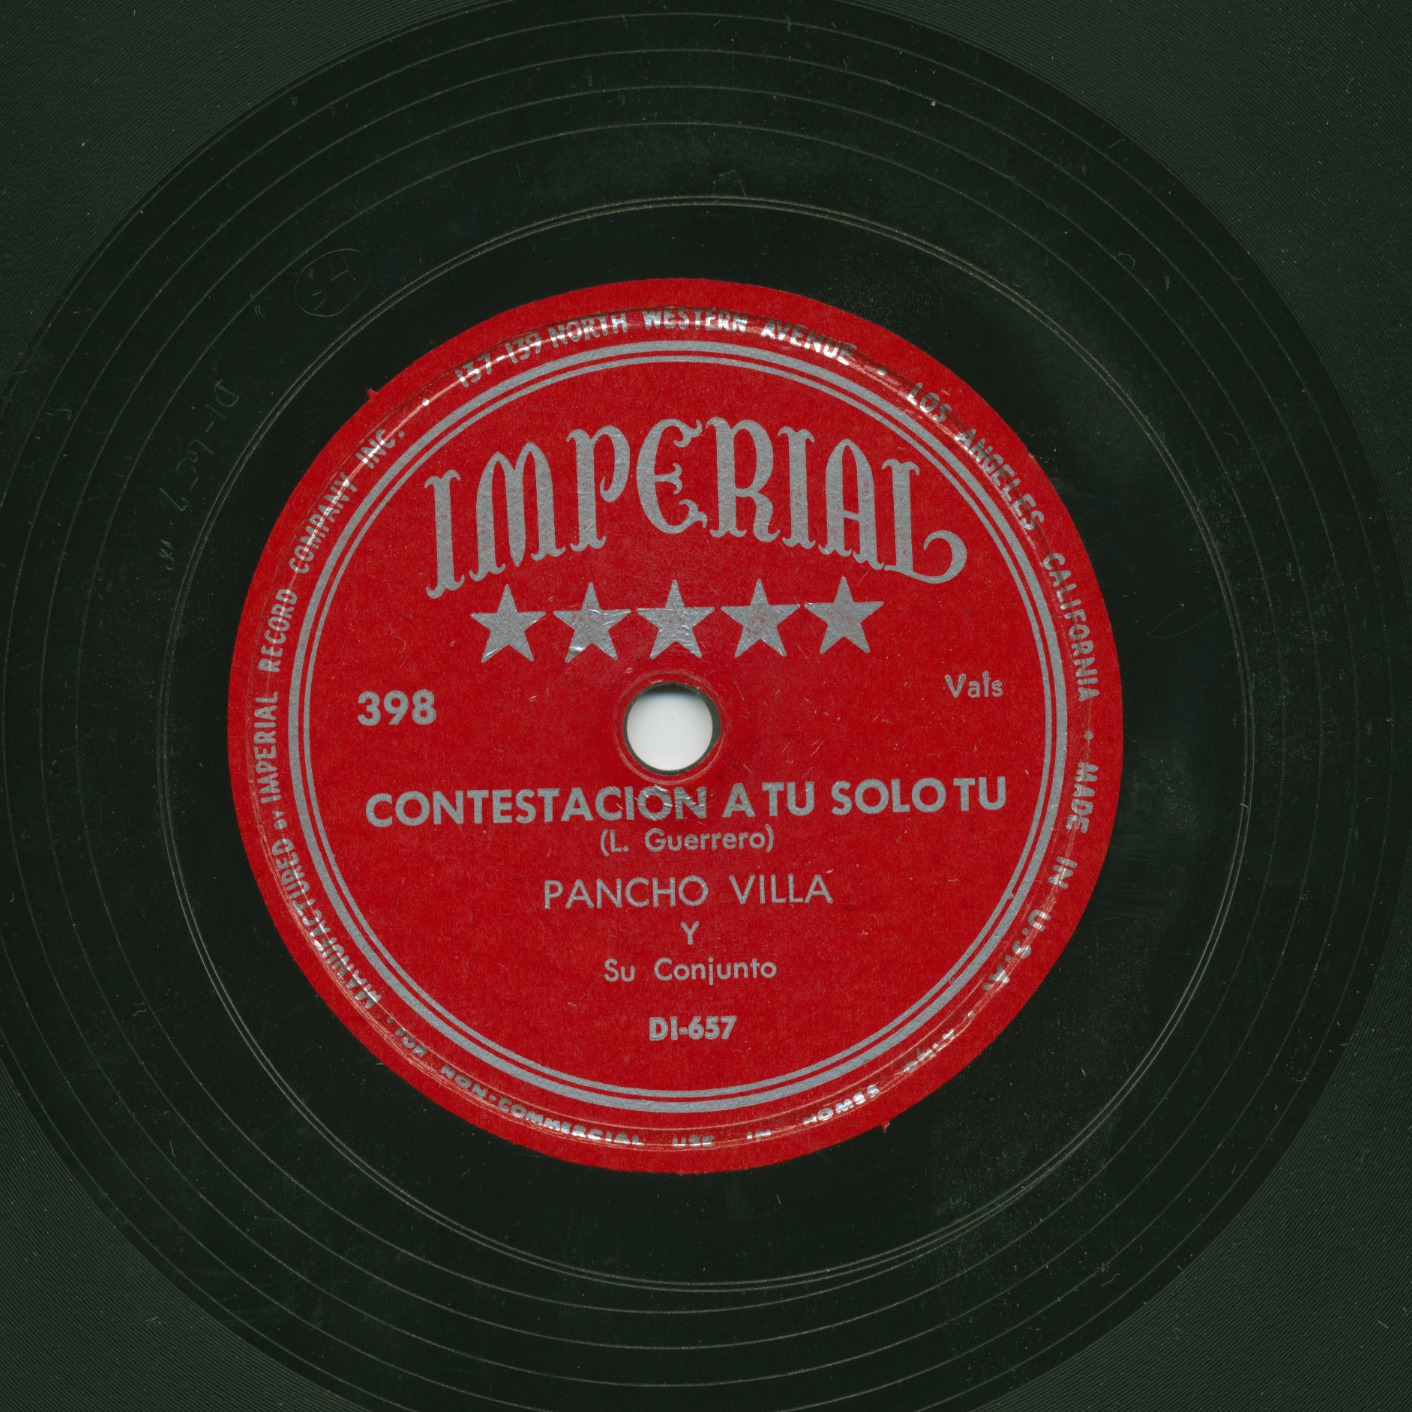 MANUFACTURED BY IMPERIAL RECORD COMPANY INC. • 137-139 NORTH WESTERN AVENUE • LOS ANGELES CALIFORNIA • MADE IN U.S.A. • FOR NON-COMMERCIAL USE IN HOMES ONLY •
IMPERIAL
398
Vals
CONTESTACION A TU SOLO TU
(L. Guerrero)
PANCHO VILLA
Y
Su Conjunto
DI-657